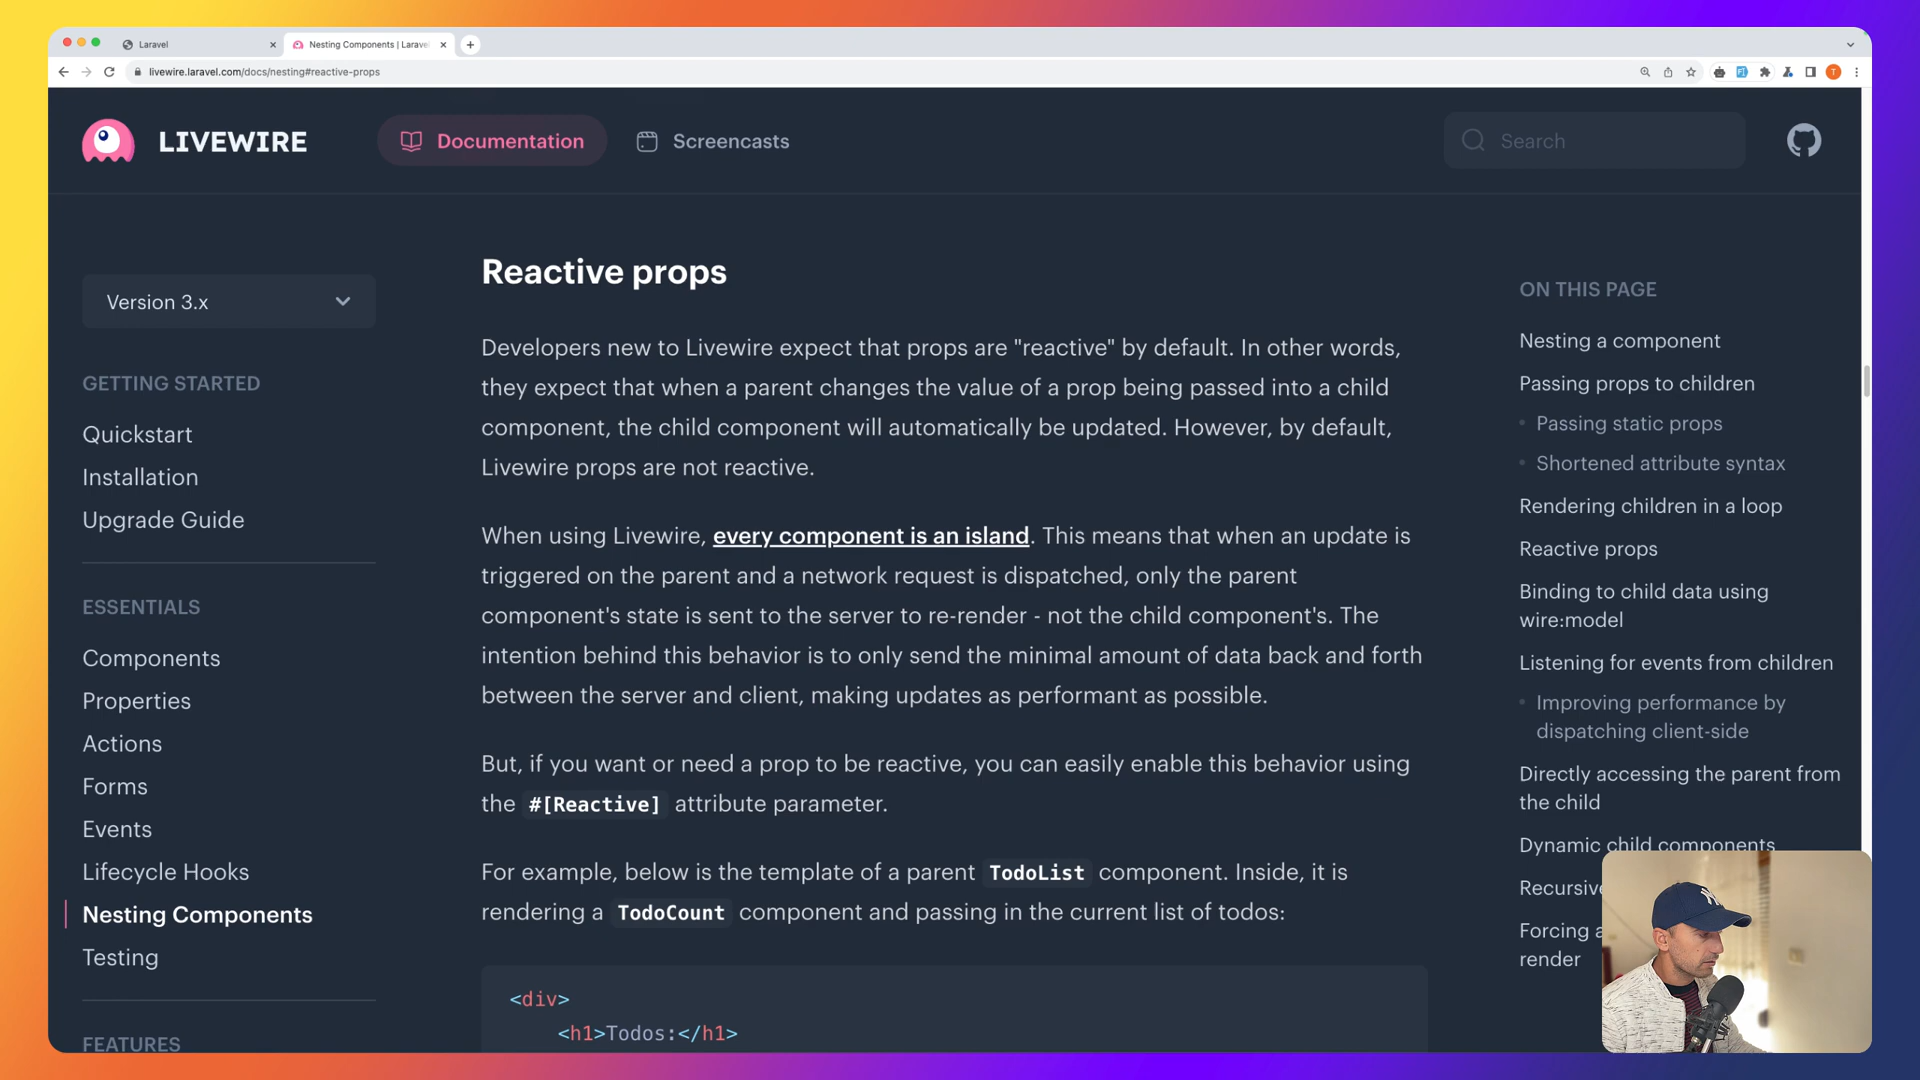 Laravel
Nesting Components | Larave
livewire.laravel.com/docs/nesting#reactive-props
T
LIVEWIRE
Documentation
Screencasts
Search
Version 3.x
GETTING STARTED
Quickstart
Installation
Upgrade Guide
ESSENTIALS
Components
Properties
Actions
Forms
Events
Lifecycle Hooks
Nesting Components
Testing
FEATURES
Reactive props
Developers new to Livewire expect that props are "reactive" by default. In other words,
they expect that when a parent changes the value of a prop being passed into a child
component, the child component will automatically be updated. However, by default,
Livewire props are not reactive.
When using Livewire, every component is an island. This means that when an update is
triggered on the parent and a network request is dispatched, only the parent
component's state is sent to the server to re-render - not the child component's. The
intention behind this behavior is to only send the minimal amount of data back and forth
between the server and client, making updates as performant as possible.
But, if you want or need a prop to be reactive, you can easily enable this behavior using
the #[Reactive] attribute parameter.
For example, below is the template of a parent TodoList component. Inside, it is
rendering a TodoCount component and passing in the current list of todos:
<div>
<h1>Todos:</h1>
ON THIS PAGE
Nesting a component
Passing props to children
Passing static props
Shortened attribute syntax
Rendering children in a loop
Reactive props
Binding to child data using
wire:model
Listening for events from children
Improving performance by
dispatching client-side
Directly accessing the parent from
the child
Dynamic child components
Recursive
Forcing a
render